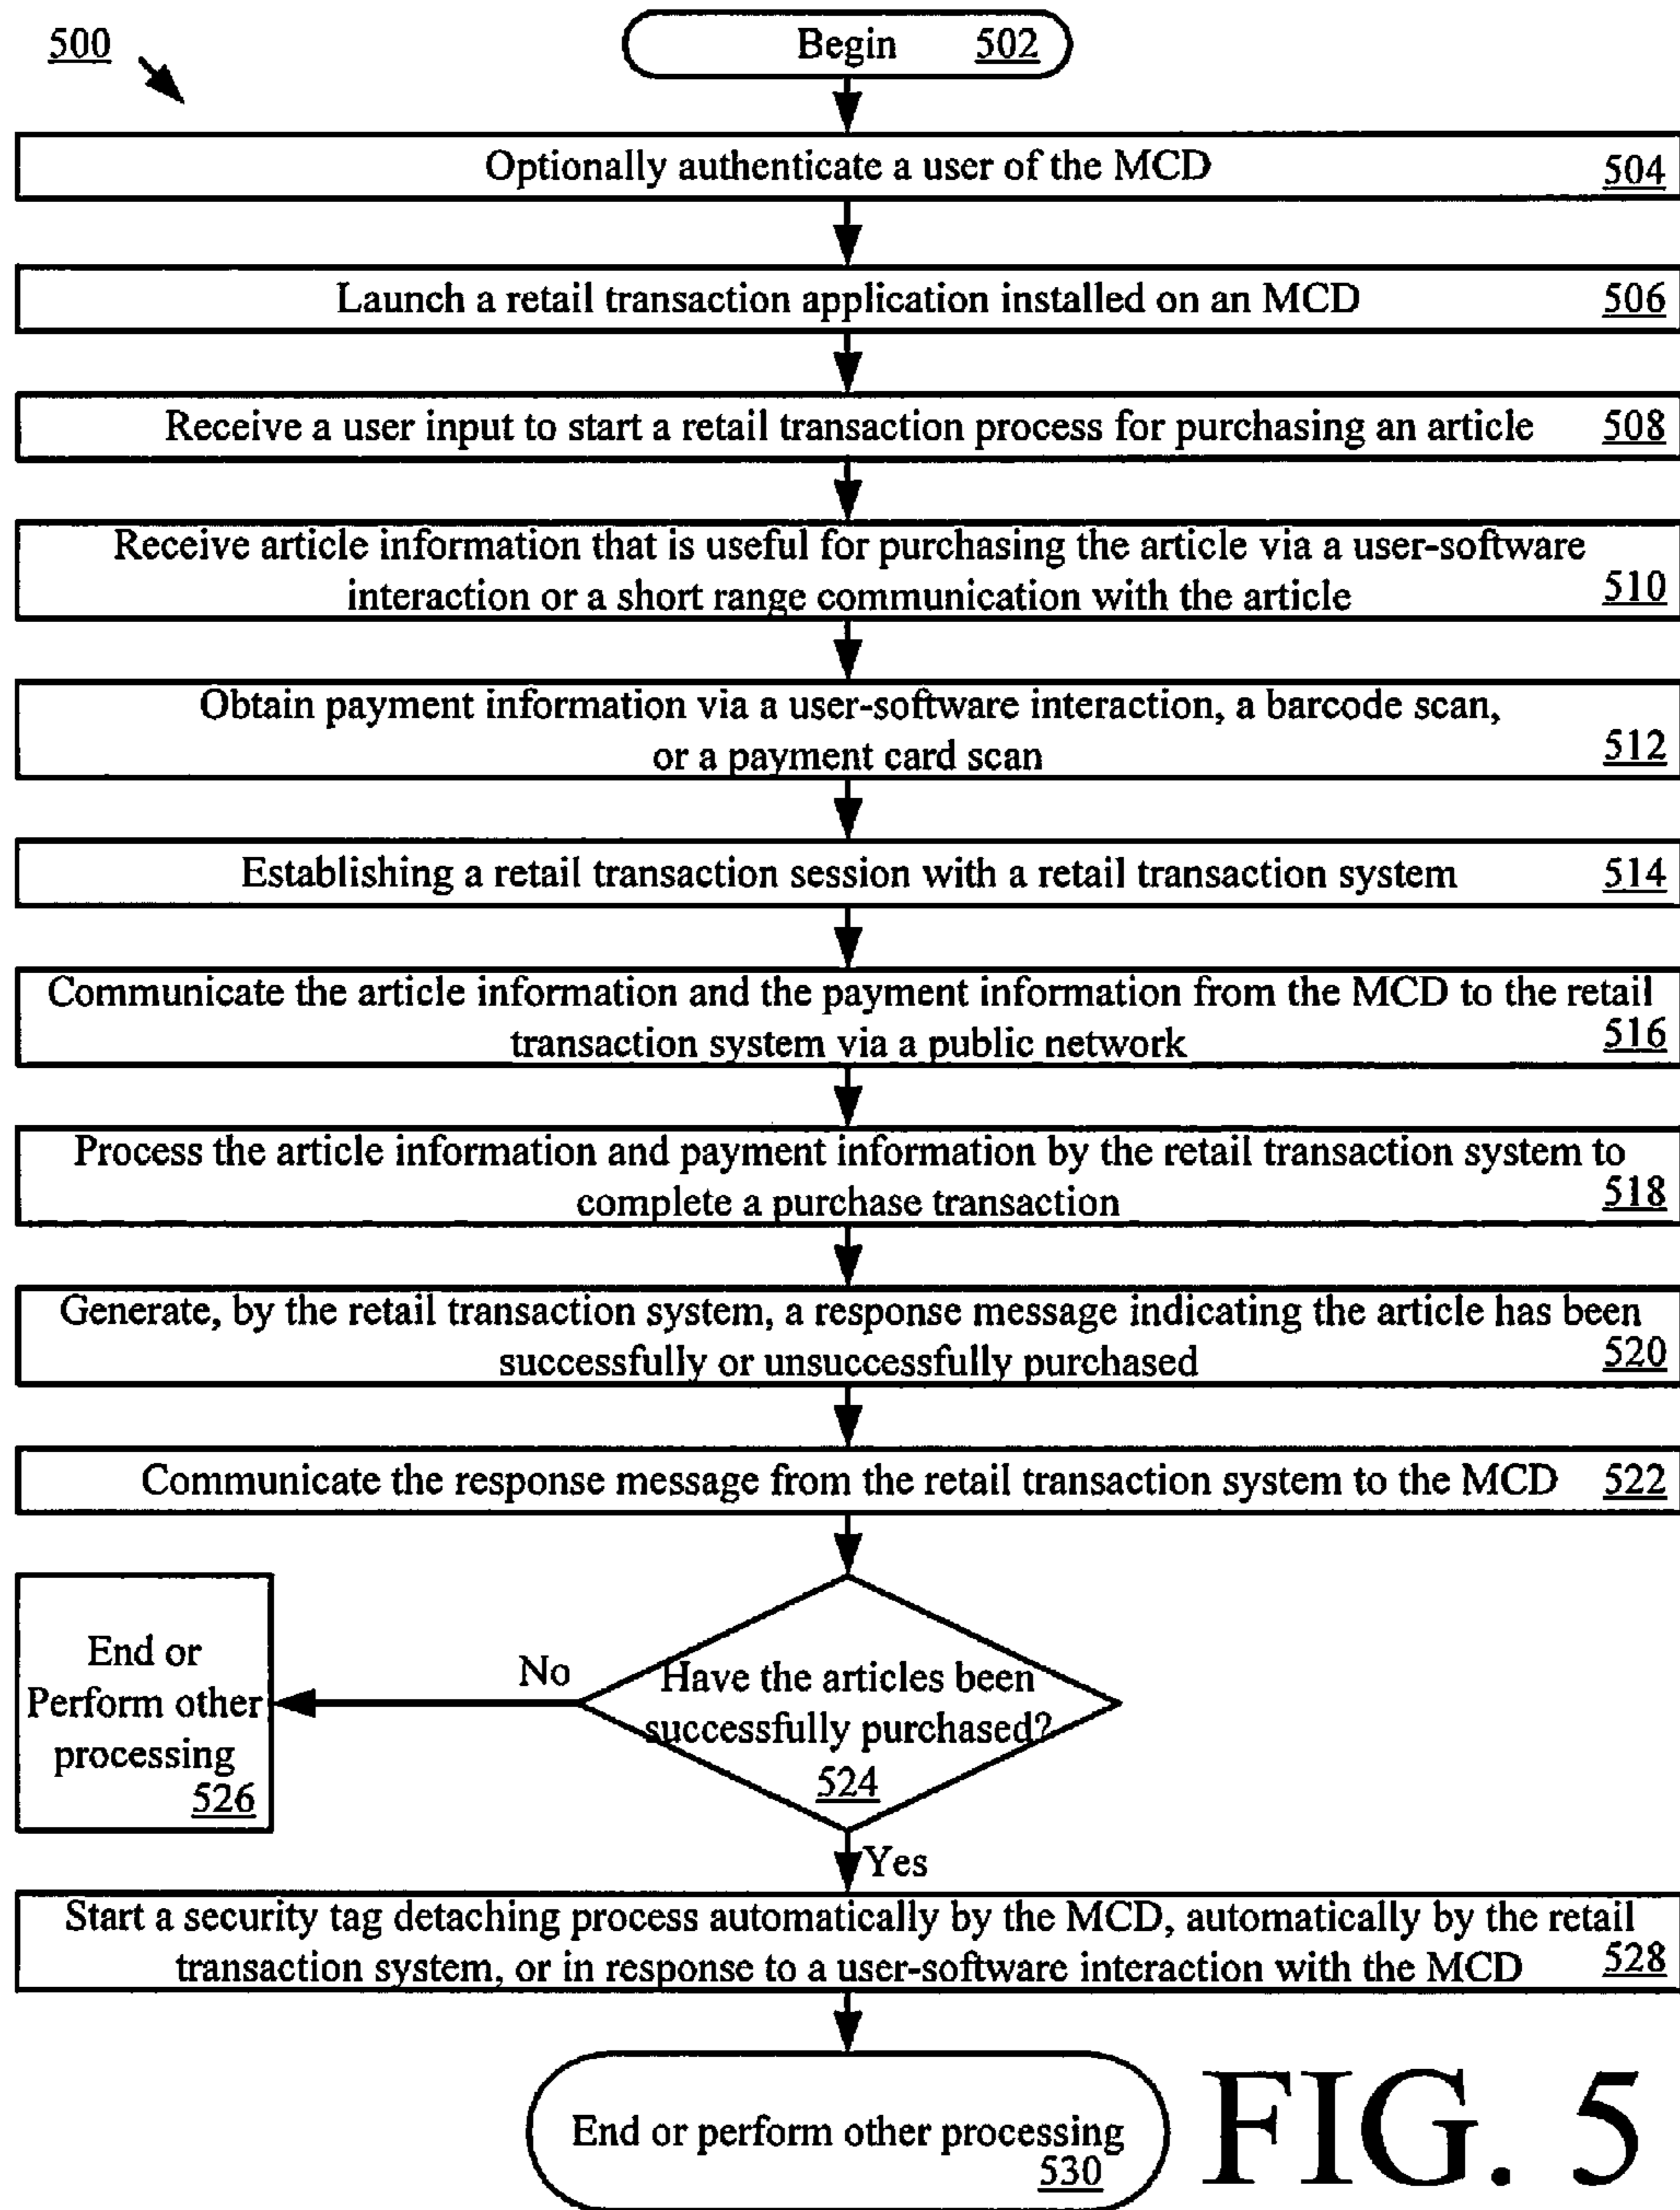 500
Begin 502
Optionally authenticate a user of the MCD 504
Launch a retail transaction application installed on an MCD 506
Receive a user input to start a retail transaction process for purchasing an article 508
Receive article information that is useful for purchasing the article via a user-software
interaction or a short range communication with the article 510
Obtain payment information via a user-software interaction, a barcode scan,
or a payment card scan 512
Establishing a retail transaction session with a retail transaction system 514
Communicate the article information and the payment information from the MCD to the retail
transaction system via a public network 516
Process the article information and payment information by the retail transaction system to
complete a purchase transaction 518
Generate, by the retail transaction system, a response message indicating the article has been
successfully or unsuccessfully purchased 520
Communicate the response message from the retail transaction system to the MCD 522
End or
Perform other
processing
526
No
Have the articles been
successfully purchased?
524
Yes
Start a security tag detaching process automatically by the MCD, automatically by the retail
transaction system, or in response to a user-software interaction with the MCD 528
End or perform other processing
530
FIG. 5